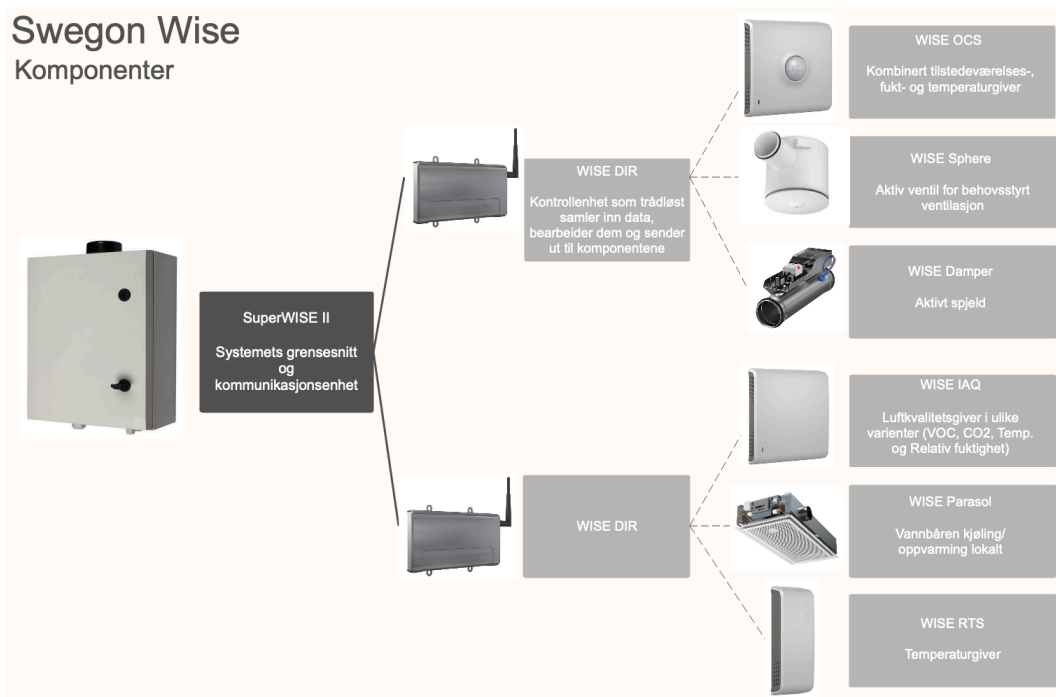 Swegon Wise
Komponenter
SuperWISE II
Systemets grensesnitt
og
kommunikasjonsenhet
WISE DIR
Kontrollenhet som trådløst
samler inn data,
bearbeider dem og sender
ut til komponentene
WISE DIR
WISE OCS
Kombinert tilstedeværelses-,
fukt- og temperaturgiver
WISE Sphere
Aktiv ventil for behovsstyrt
ventilasjon
WISE Damper
Aktivt spjeld
WISE IAQ
Luftkvalitetsgiver i ulike
varienter (VOC, CO2, Temp.
og Relativ fuktighet)
WISE Parasol
Vannbåren kjøling/
oppvarming lokalt
WISE RTS
Temperaturgiver